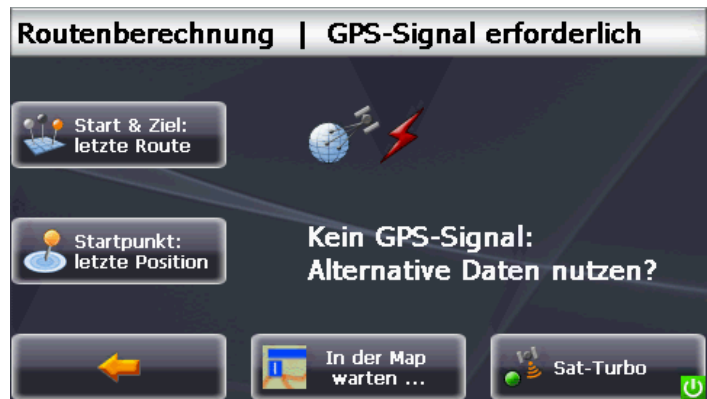 Routenberechnung | GPS-Signal erforderlich
Start & Ziel:
letzte Route
Startpunkt:
letzte Position
Kein GPS-Signal:
Alternative Daten nutzen?
In der Map
warten ...
Sat-Turbo